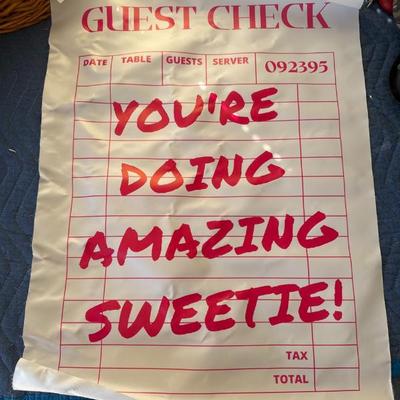 GUEST CHECK
DATE TABLE GUESTS SERVER 092395
YOU'RE
DOING
AMAZING
SWEETIE!
TAX
TOTAL